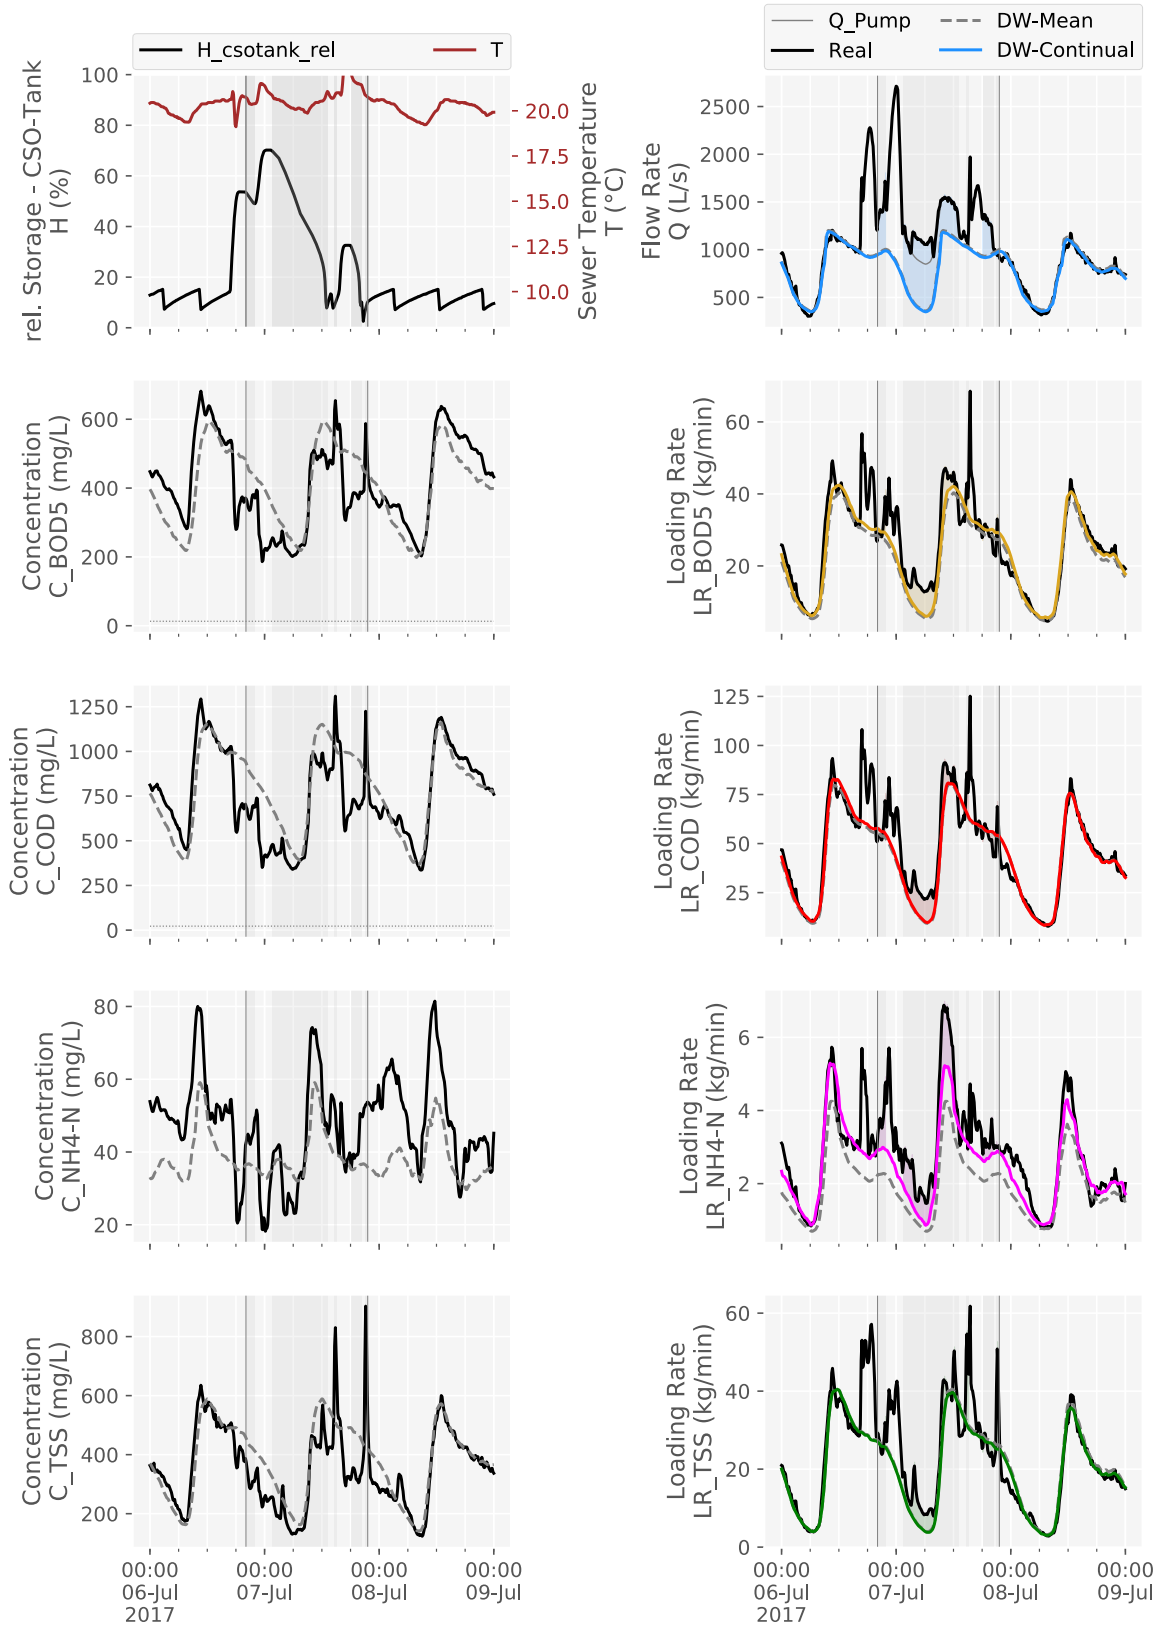 H_csotank_rel
T
Q_Pump
Real
DW-Mean
DW-Continual
rel. Storage - CSO-Tank
H (%)
100
80
60
40
20
0
20.0
17.5
15.0
12.5
10.0
Sewer Temperature
T (°C)
Flow Rate
Q (L/s)
2500
2000
1500
1000
500
Concentration
C_BOD5 (mg/L)
600
400
200
0
Loading Rate
LR_BOD5 (kg/min)
60
40
20
Concentration
C_COD (mg/L)
1250
1000
750
500
250
0
Loading Rate
LR_COD (kg/min)
125
100
75
50
25
Concentration
C_NH4-N (mg/L)
80
60
40
20
Loading Rate
LR_NH4-N (kg/min)
6
4
2
Concentration
C_TSS (mg/L)
800
600
400
200
Loading Rate
LR_TSS (kg/min)
60
40
20
0
00:00 00:00 00:00 00:00
06-Jul 07-Jul 08-Jul 09-Jul
2017
00:00 00:00 00:00 00:00
06-Jul 07-Jul 08-Jul 09-Jul
2017